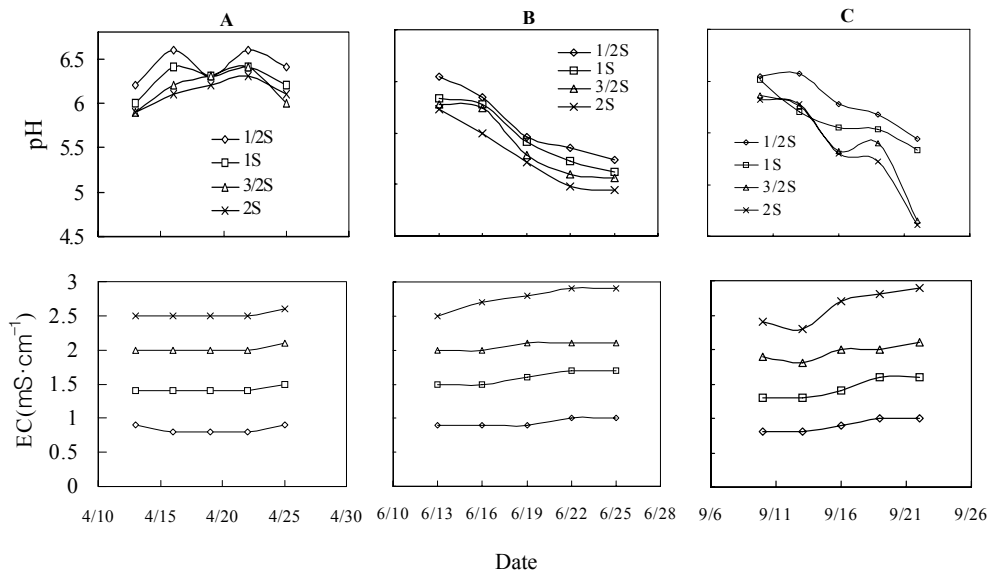 A
B
C
6.5
6
5.5
5
4.5
pH
1/2S
1S
3/2S
2S
1/2S
1S
3/2S
2S
1/2S
1S
3/2S
2S
3
2.5
2
1.5
1
0.5
0
EC(mS·cm⁻¹)
4/10 4/15 4/20 4/25 4/30
6/10 6/13 6/16 6/19 6/22 6/25 6/28
9/6 9/11 9/16 9/21 9/26
Date